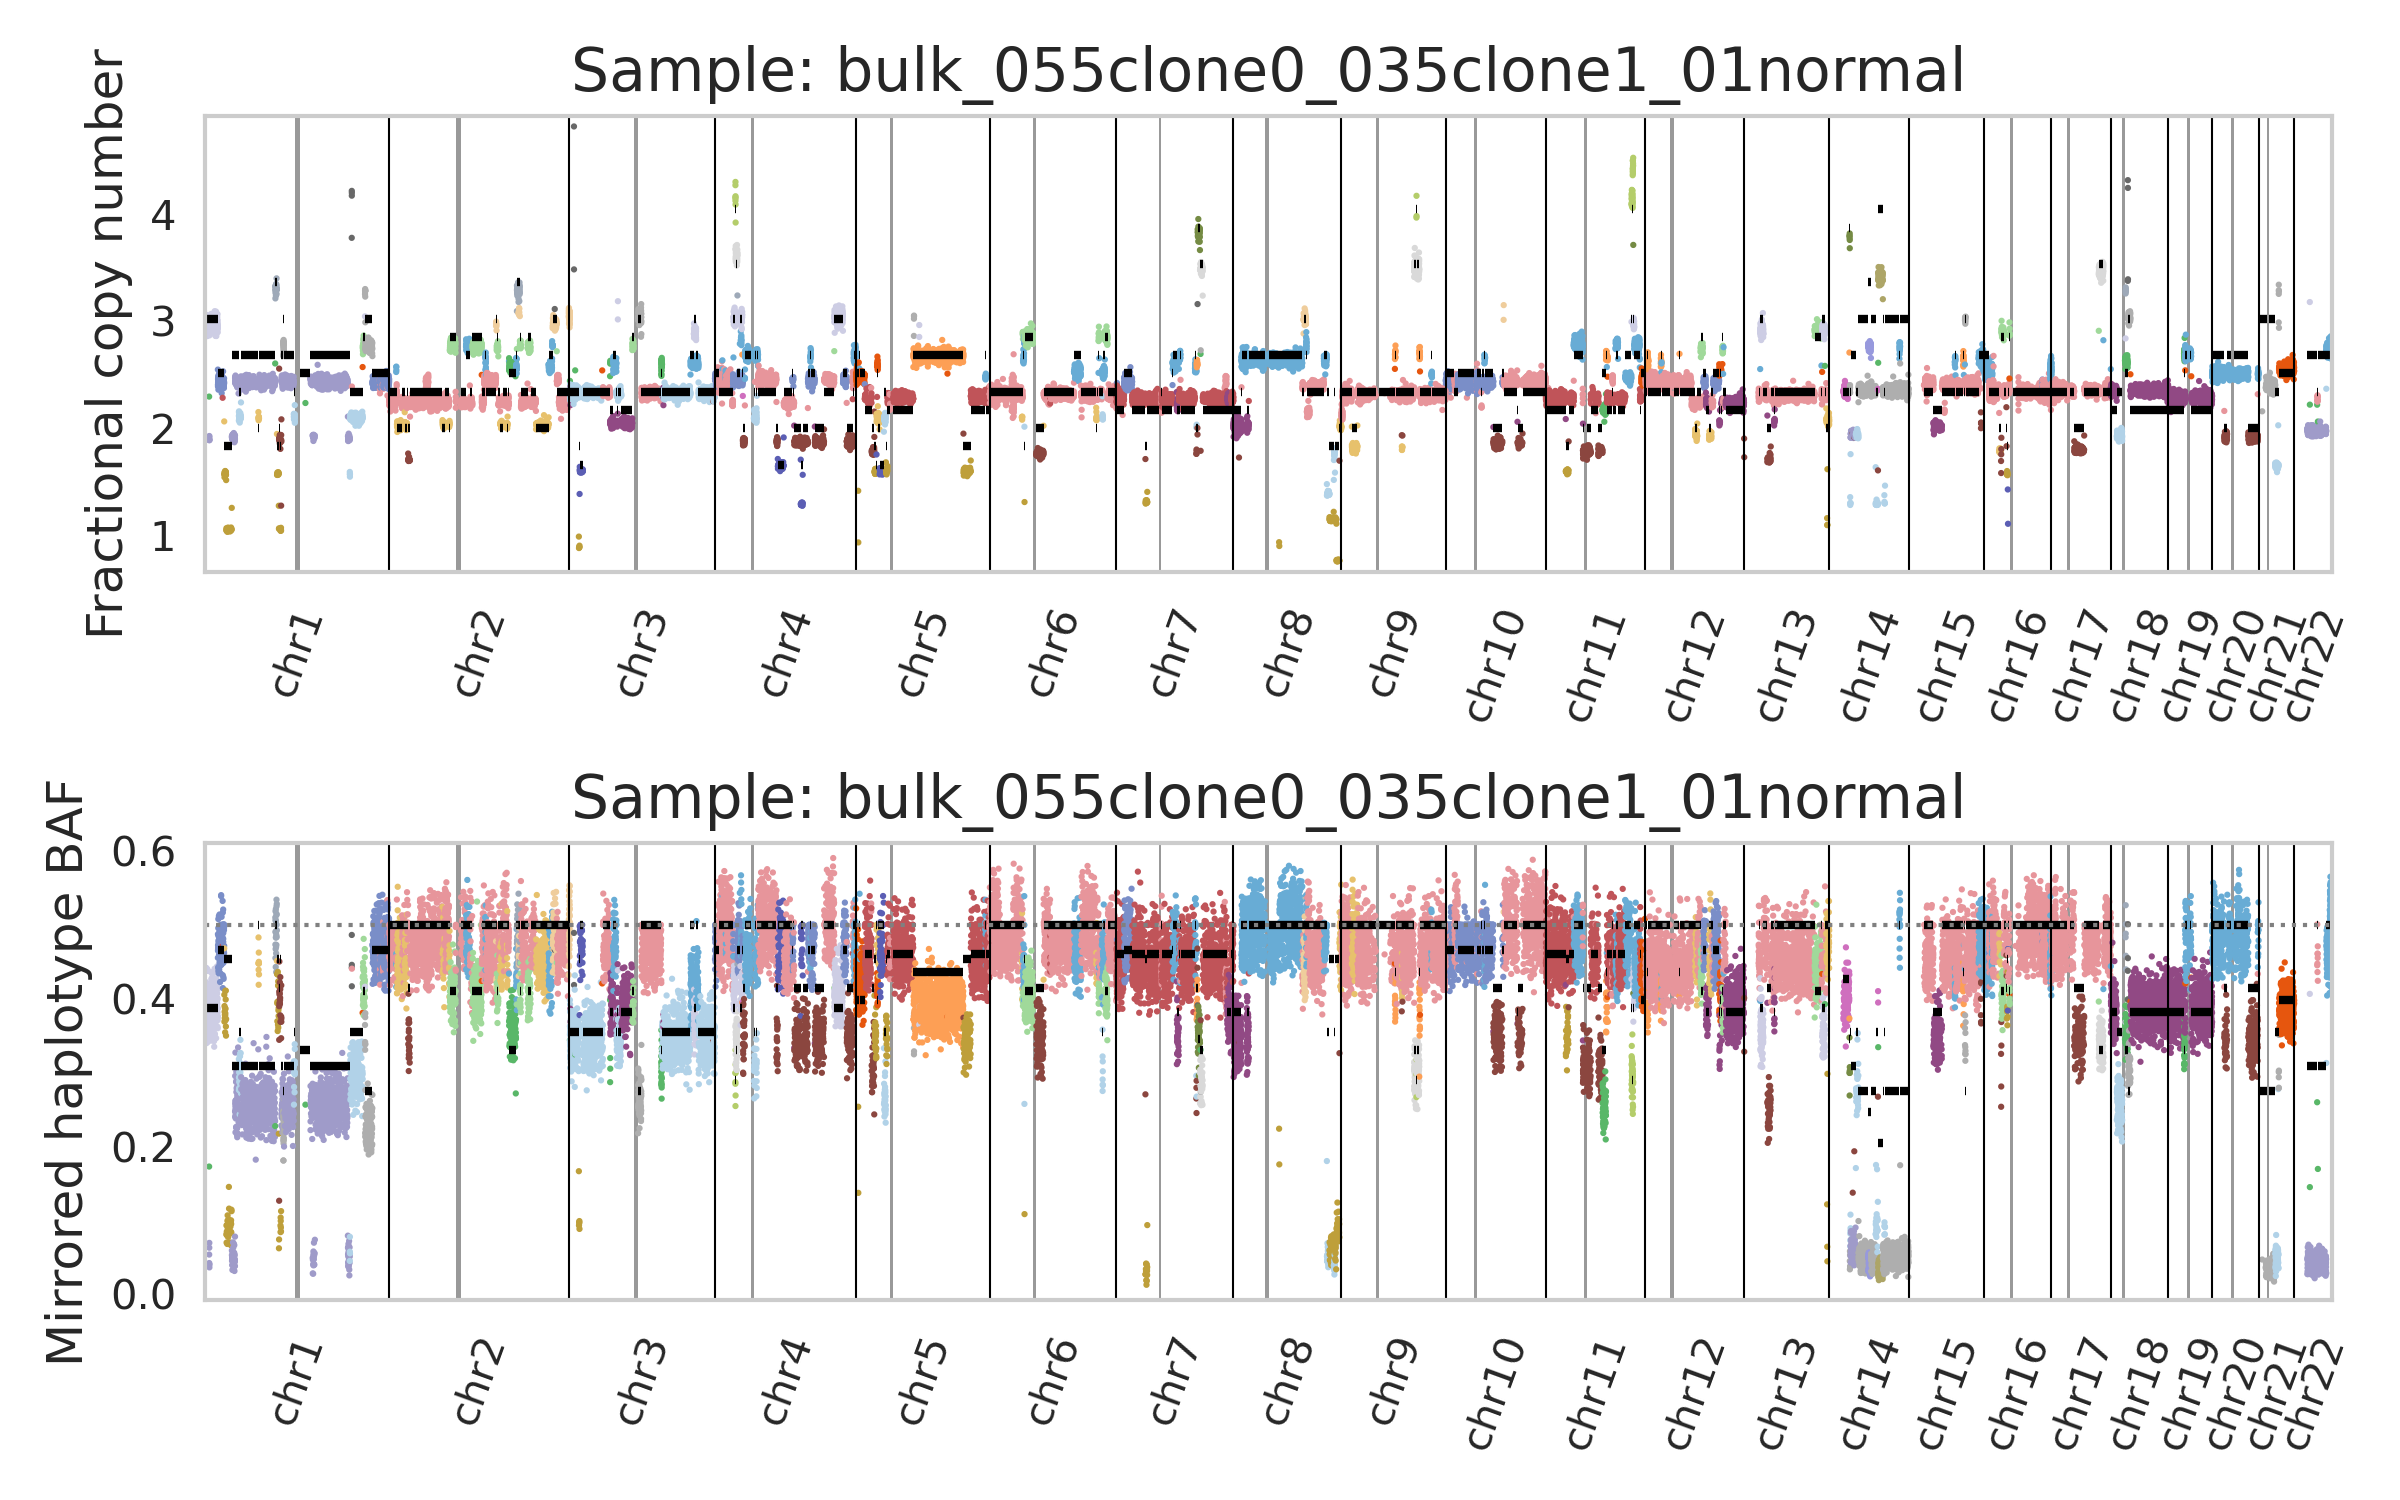 Sample: bulk_055clone0_035clone1_01normal
Fractional copy number
4
3
2
1
chr1
chr2
chr3
chr4
chr5
chr6
chr7
chr8
chr9
chr10
chr11
chr12
chr13
chr14
chr15
chr16
chr17
chr18
chr19
chr20
chr21
chr22
Sample: bulk_055clone0_035clone1_01normal
Mirrored haplotype BAF
0.6
0.4
0.2
0.0
chr1
chr2
chr3
chr4
chr5
chr6
chr7
chr8
chr9
chr10
chr11
chr12
chr13
chr14
chr15
chr16
chr17
chr18
chr19
chr20
chr21
chr22